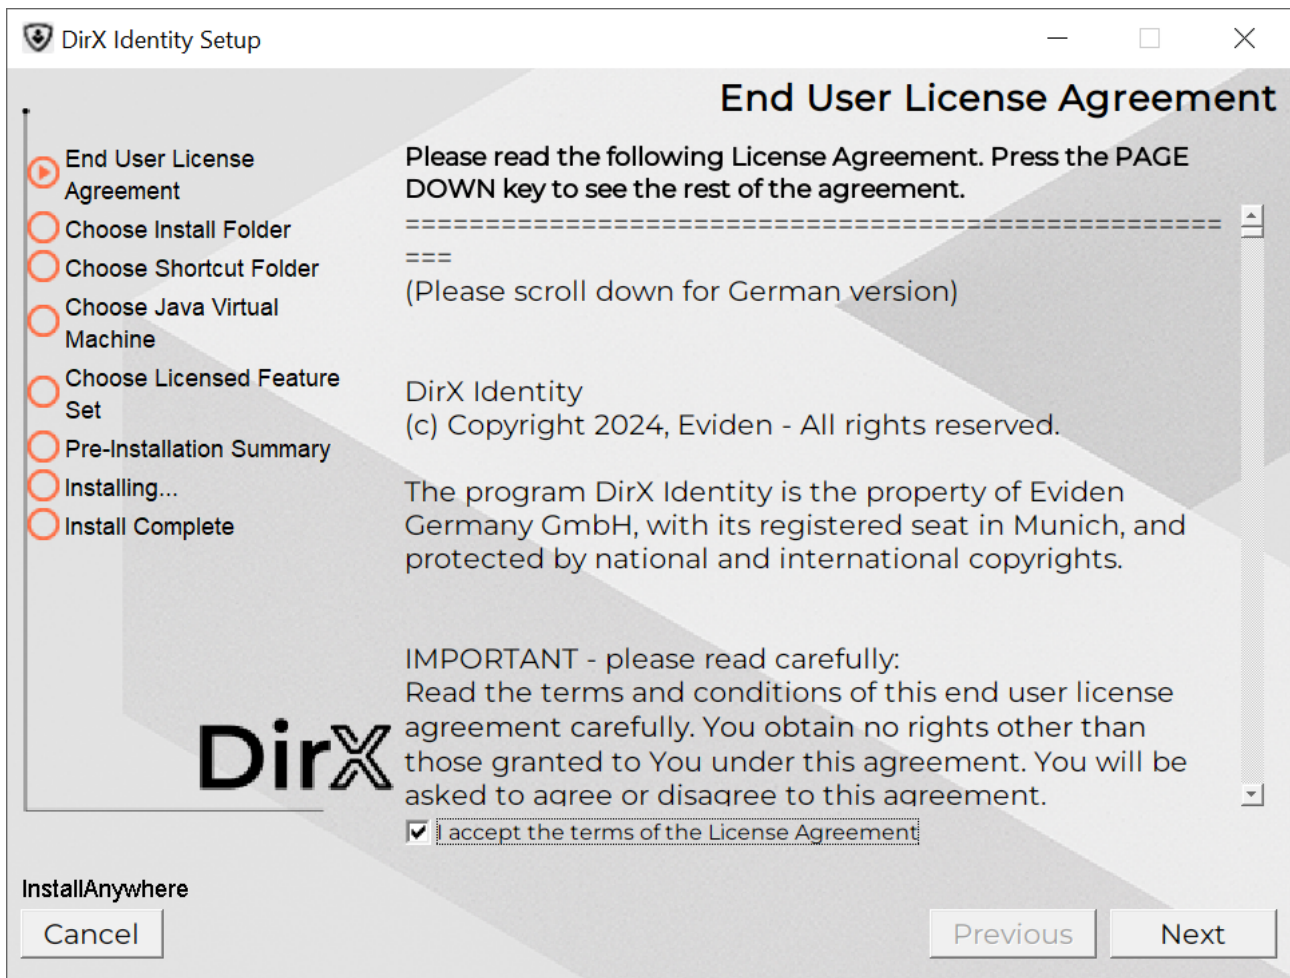 DirX Identity Setup
End User License Agreement
End User License
Agreement
Choose Install Folder
Choose Shortcut Folder
Choose Java Virtual
Machine
Choose Licensed Feature
Set
Pre-Installation Summary
Installing...
Install Complete
DirX
Please read the following License Agreement. Press the PAGE
DOWN key to see the rest of the agreement.
===================================================
===
(Please scroll down for German version)
DirX Identity
(c) Copyright 2024, Eviden - All rights reserved.
The program DirX Identity is the property of Eviden
Germany GmbH, with its registered seat in Munich, and
protected by national and international copyrights.
IMPORTANT - please read carefully:
Read the terms and conditions of this end user license
agreement carefully. You obtain no rights other than
those granted to You under this agreement. You will be
asked to agree or disagree to this agreement.
I accept the terms of the License Agreement
InstallAnywhere
Cancel
Previous
Next